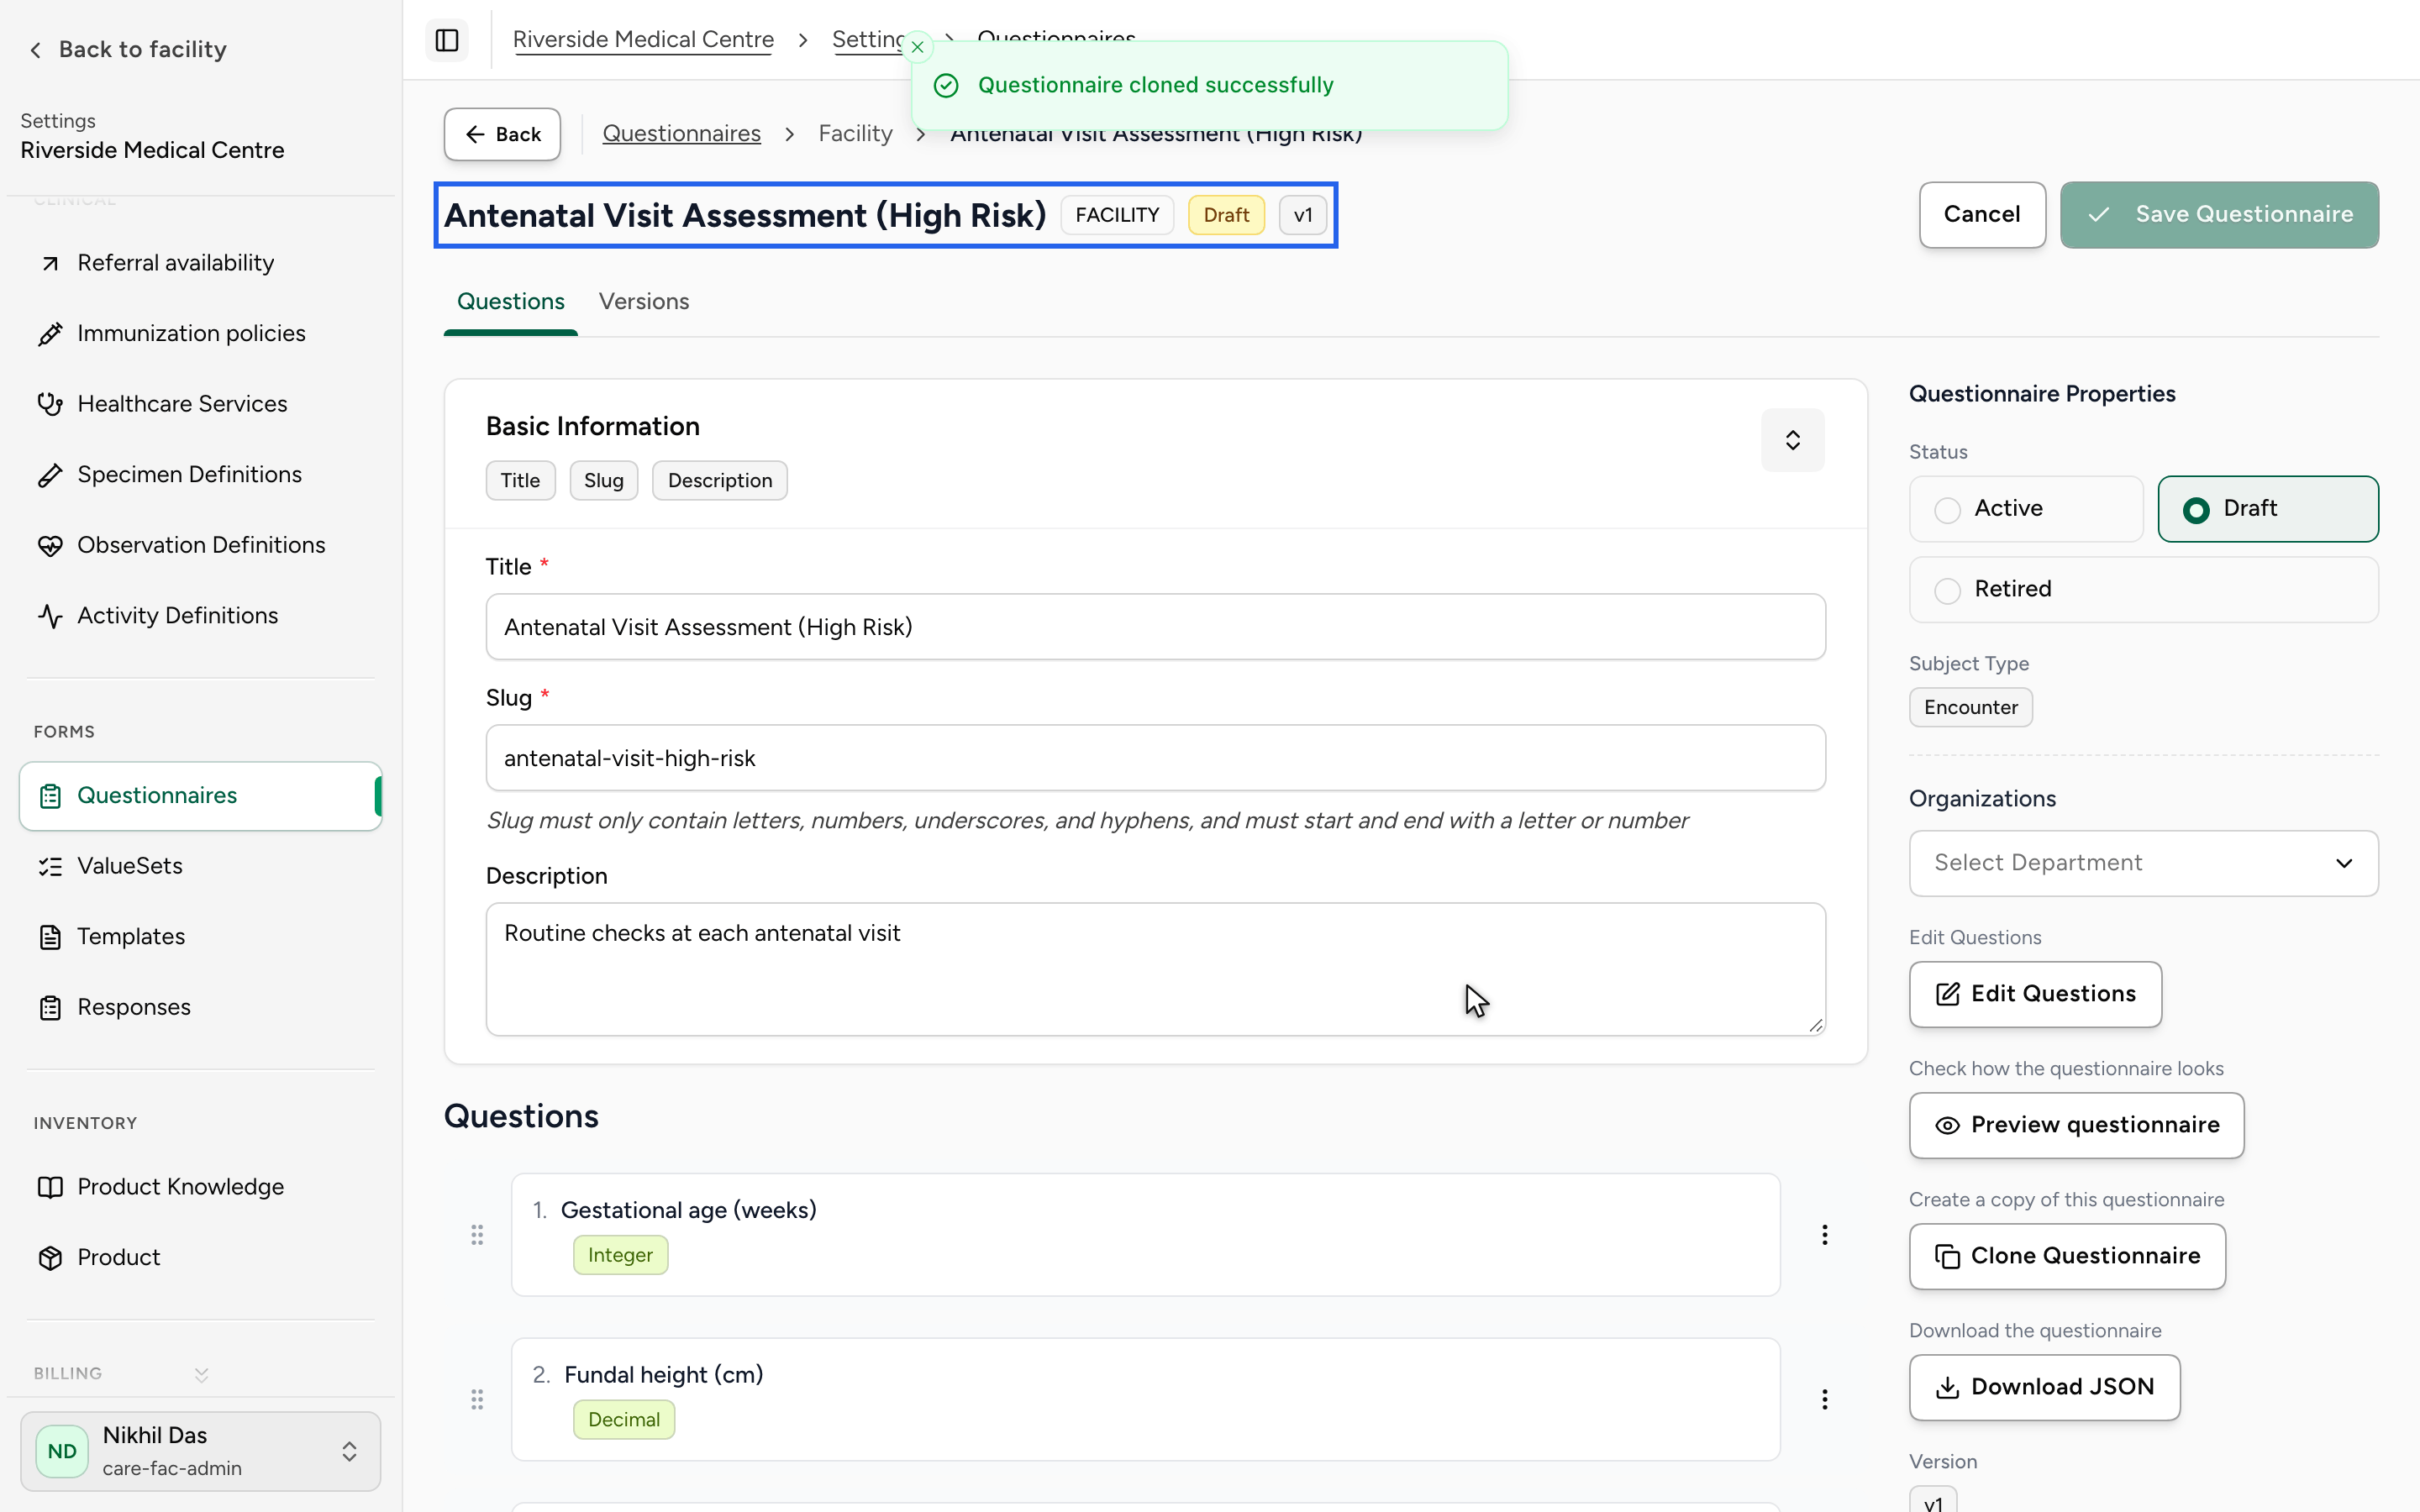 Back to facility
Settings
Riverside Medical Centre
CLINICAL
Referral availability
Immunization policies
Healthcare Services
Specimen Definitions
Observation Definitions
Activity Definitions
FORMS
Questionnaires
ValueSets
Templates
Responses
INVENTORY
Product Knowledge
Product
BILLING
ND
Nikhil Das
care-fac-admin
Riverside Medical Centre > Setting > Questionnaires
Questionnaire cloned successfully
Back
Questionnaires > Facility > Antenatal Visit Assessment (High Risk)
Antenatal Visit Assessment (High Risk) FACILITY Draft v1
Cancel
Save Questionnaire
Questions Versions
Basic Information
Title Slug Description
Title *
Antenatal Visit Assessment (High Risk)
Slug *
antenatal-visit-high-risk
Slug must only contain letters, numbers, underscores, and hyphens, and must start and end with a letter or number
Description
Routine checks at each antenatal visit
Questions
1. Gestational age (weeks)
Integer
2. Fundal height (cm)
Decimal
Questionnaire Properties
Status
Active
Draft
Retired
Subject Type
Encounter
Organizations
Select Department
Edit Questions
Edit Questions
Check how the questionnaire looks
Preview questionnaire
Create a copy of this questionnaire
Clone Questionnaire
Download the questionnaire
Download JSON
Version
v1